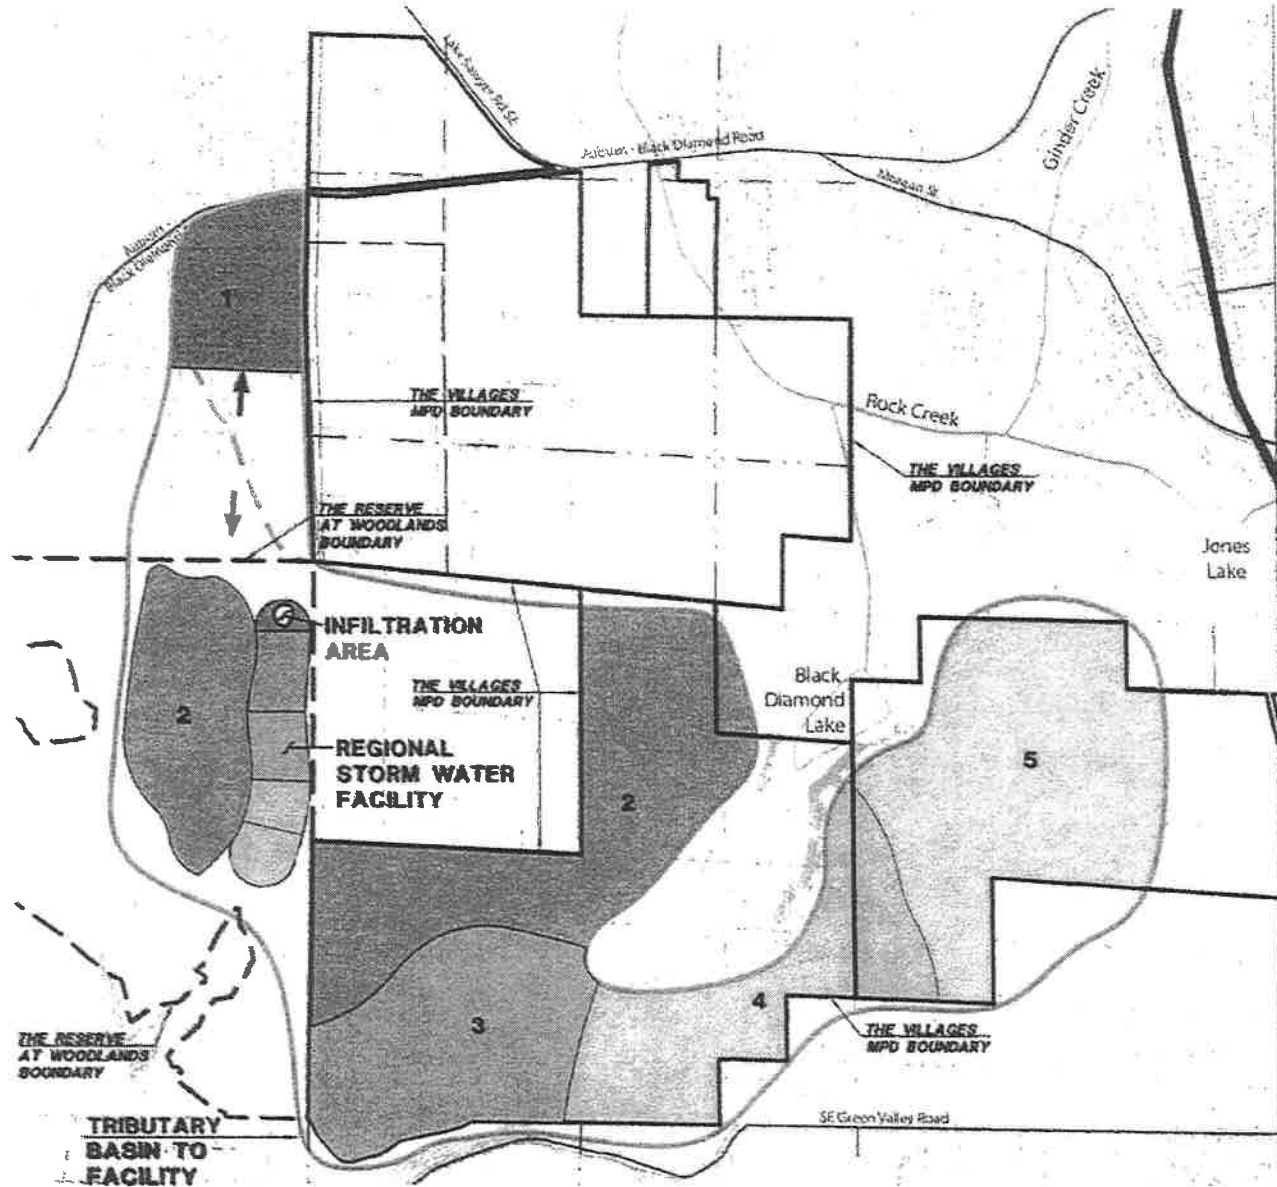 Lake Sawyer Rd SE
Auburn - Black Diamond Road
Ginder Creek
Morgan St
Auburn -
Black Diamond
1
THE VILLAGES
MPD BOUNDARY
Rock Creek
THE VILLAGES
MPD BOUNDARY
THE RESERVE
AT WOODLANDS
BOUNDARY
Jones
Lake
INFILTRATION
AREA
THE VILLAGES
MPD BOUNDARY
Black
Diamond
Lake
2
REGIONAL
STORM WATER
FACILITY
5
2
4
3
THE VILLAGES
MPD BOUNDARY
THE RESERVE
AT WOODLANDS
BOUNDARY
TRIBUTARY
BASIN TO
FACILITY
SE Green Valley Road